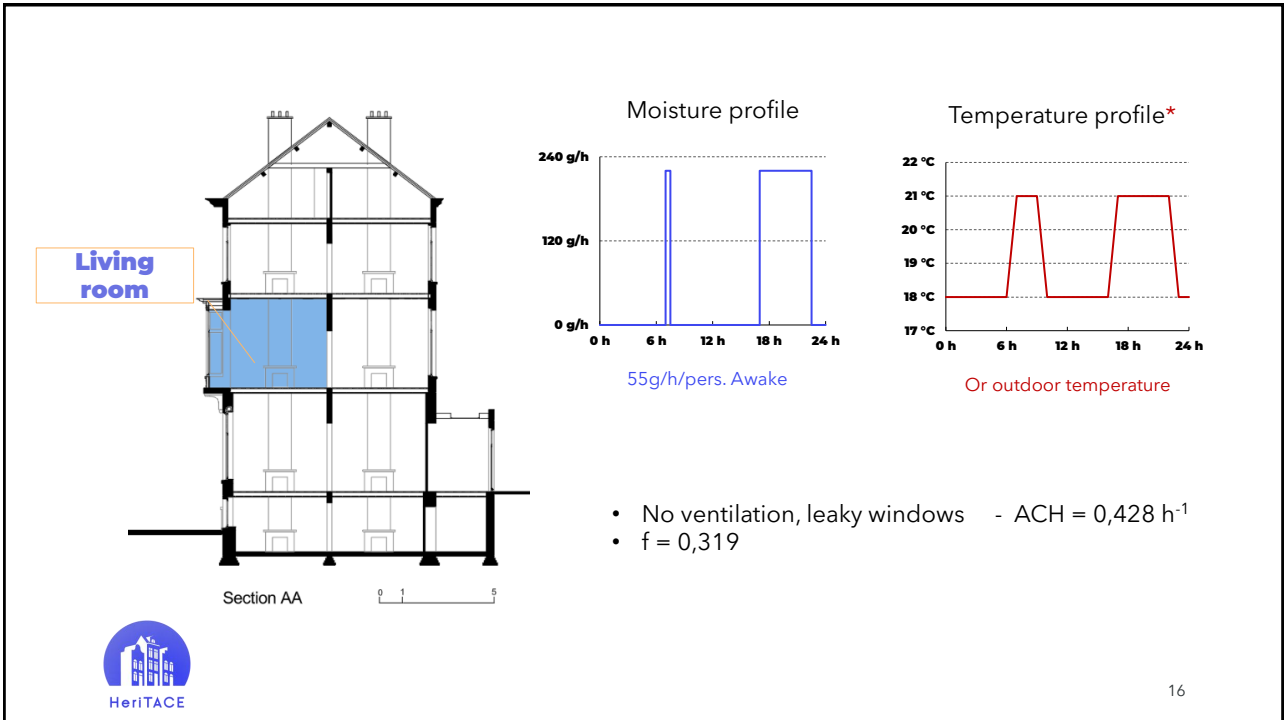 Living
room
Section AA
0 1 5
HeriTACE
Moisture profile
240 g/h
120 g/h
0 g/h
0 h 6 h 12 h 18 h 24 h
55g/h/pers. Awake
Temperature profile*
22 °C
21 °C
20 °C
19 °C
18 °C
17 °C
0 h 6 h 12 h 18 h 24 h
Or outdoor temperature
• No ventilation, leaky windows - ACH = 0,428 h⁻¹
• f = 0,319
16